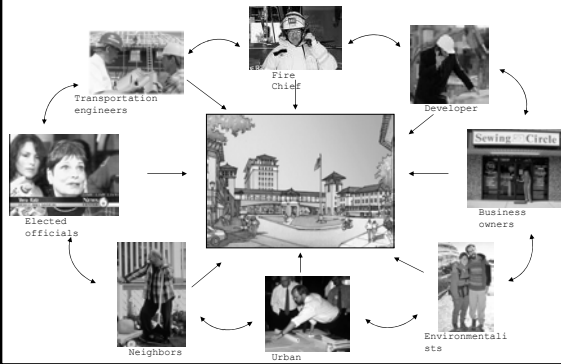 Fire
Chief
Transportation
engineers
Developer
Sewing Circle
Elected
officials
Business
owners
Neighbors
Urban
Environmentali
sts